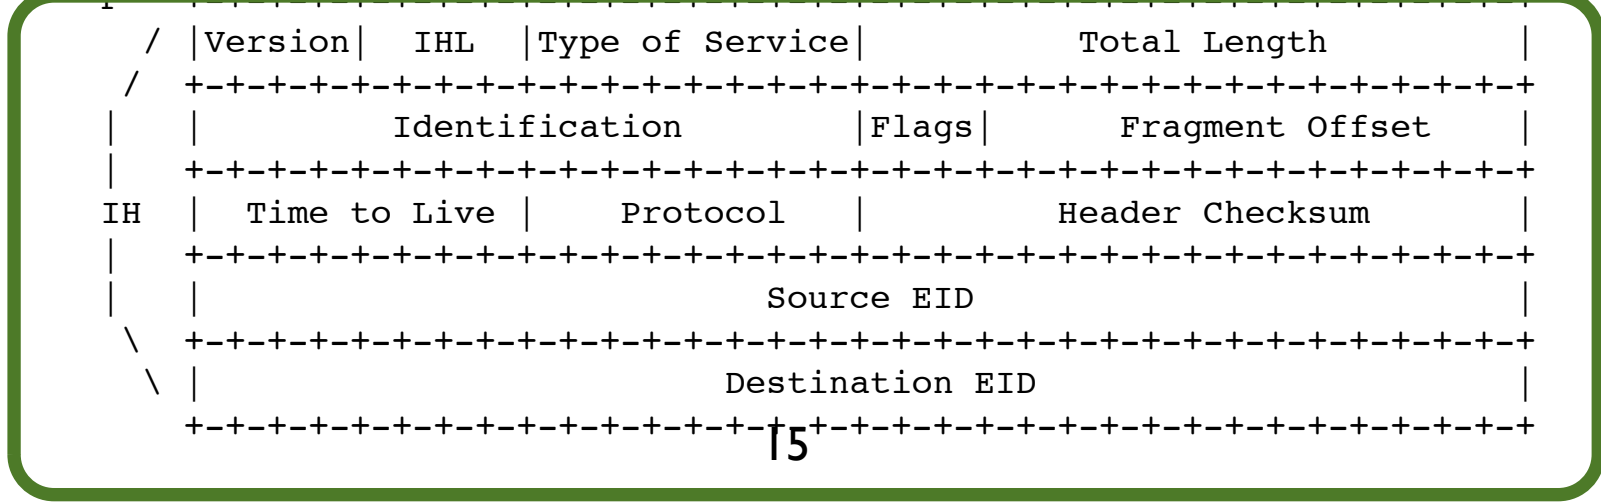 / |Version|  IHL  |Type of Service|          Total Length         |
/  +-+-+-+-+-+-+-+-+-+-+-+-+-+-+-+-+-+-+-+-+-+-+-+-+-+-+-+-+-+-+-+-+
|   |         Identification        |Flags|      Fragment Offset    |
|   +-+-+-+-+-+-+-+-+-+-+-+-+-+-+-+-+-+-+-+-+-+-+-+-+-+-+-+-+-+-+-+-+
IH  |  Time to Live |    Protocol   |         Header Checksum       |
|   +-+-+-+-+-+-+-+-+-+-+-+-+-+-+-+-+-+-+-+-+-+-+-+-+-+-+-+-+-+-+-+-+
|   |                           Source EID                          |
\  +-+-+-+-+-+-+-+-+-+-+-+-+-+-+-+-+-+-+-+-+-+-+-+-+-+-+-+-+-+-+-+-+
\ |                         Destination EID                       |
+-+-+-+-+-+-+-+-+-+-+-+-+-+-+-+-+-+-+-+-+-+-+-+-+-+-+-+-+-+-+-+-+
15